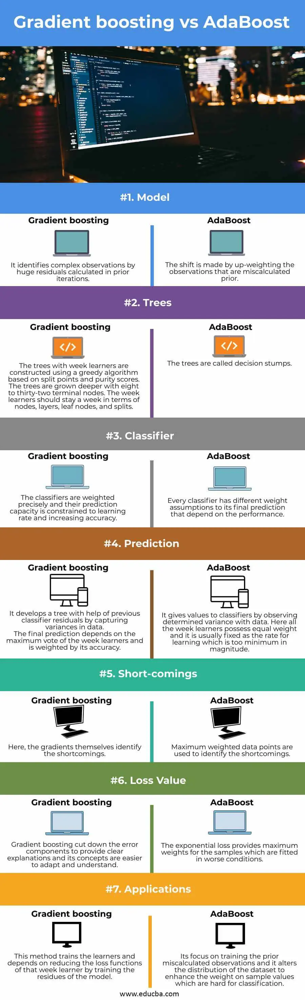 Gradient boosting vs AdaBoost
#1. Model
Gradient boosting
It identifies complex observations by
huge residuals calculated in prior
iterations.
AdaBoost
The shift is made by up-weighting the
observations that are miscalculated
prior.
#2. Trees
Gradient boosting
</>
The trees with week learners are
constructed using a greedy algorithm
based on split points and purity scores.
The trees are grown deeper with eight
to thirty-two terminal nodes. The week
learners should stay a week in terms of
nodes, layers, leaf nodes, and splits.
AdaBoost
</>
The trees are called decision stumps.
#3. Classifier
Gradient boosting
The classifiers are weighted
precisely and their prediction
capacity is constrained to learning
rate and increasing accuracy.
AdaBoost
Every classifier has different weight
assumptions to its final prediction
that depend on the performance.
#4. Prediction
Gradient boosting
It develops a tree with help of previous
classifier residuals by capturing
variances in data.
The final prediction depends on the
maximum vote of the week learners and
is weighted by its accuracy.
AdaBoost
It gives values to classifiers by observing
determined variance with data. Here all
the week learners possess equal weight
and it is usually fixed as the rate for
learning which is too minimum in
magnitude.
#5. Short-comings
Gradient boosting
Here, the gradients themselves identify
the shortcomings.
AdaBoost
Maximum weighted data points are
used to identify the shortcomings.
#6. Loss Value
Gradient boosting
Gradient boosting cut down the error
components to provide clear
explanations and its concepts are easier
to adapt and understand.
AdaBoost
The exponential loss provides maximum
weights for the samples which are fitted
in worse conditions.
#7. Applications
Gradient boosting
This method trains the learners and
depends on reducing the loss functions
of that week learner by training the
residues of the model.
AdaBoost
Its focus on training the prior
miscalculated observations and it alters
the distribution of the dataset to
enhance the weight on sample values
which are hard for classification.
www.educba.com